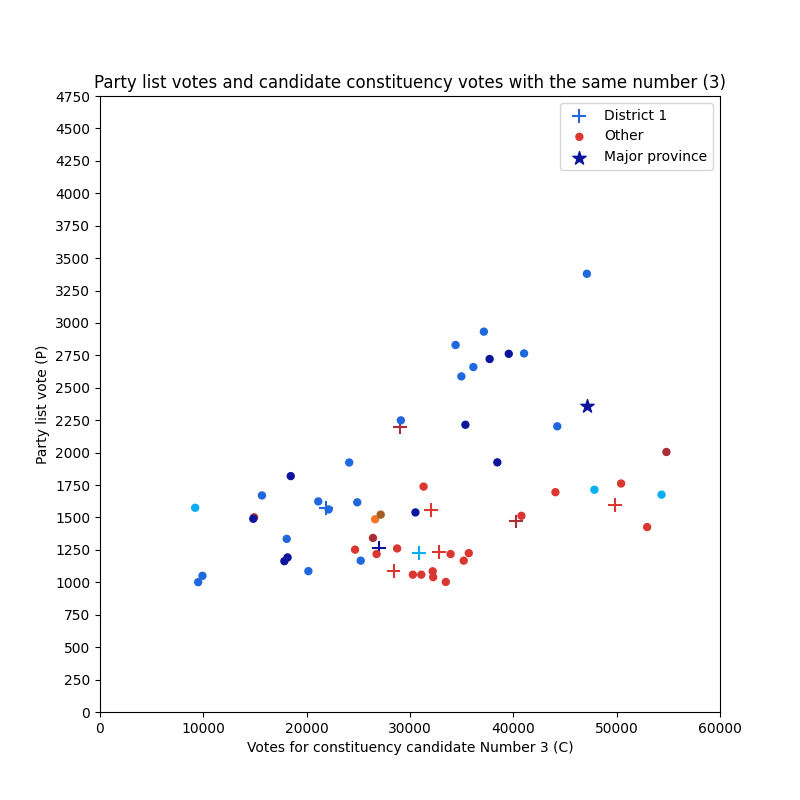 Party list votes and candidate constituency votes with the same number (3)
District 1
Other
Major province
4750
4500
4250
4000
3750
3500
3250
3000
2750
2500
2250
2000
1750
1500
1250
1000
750
500
250
0
Party list vote (P)
0 10000 20000 30000 40000 50000 60000
Votes for constituency candidate Number 3 (C)